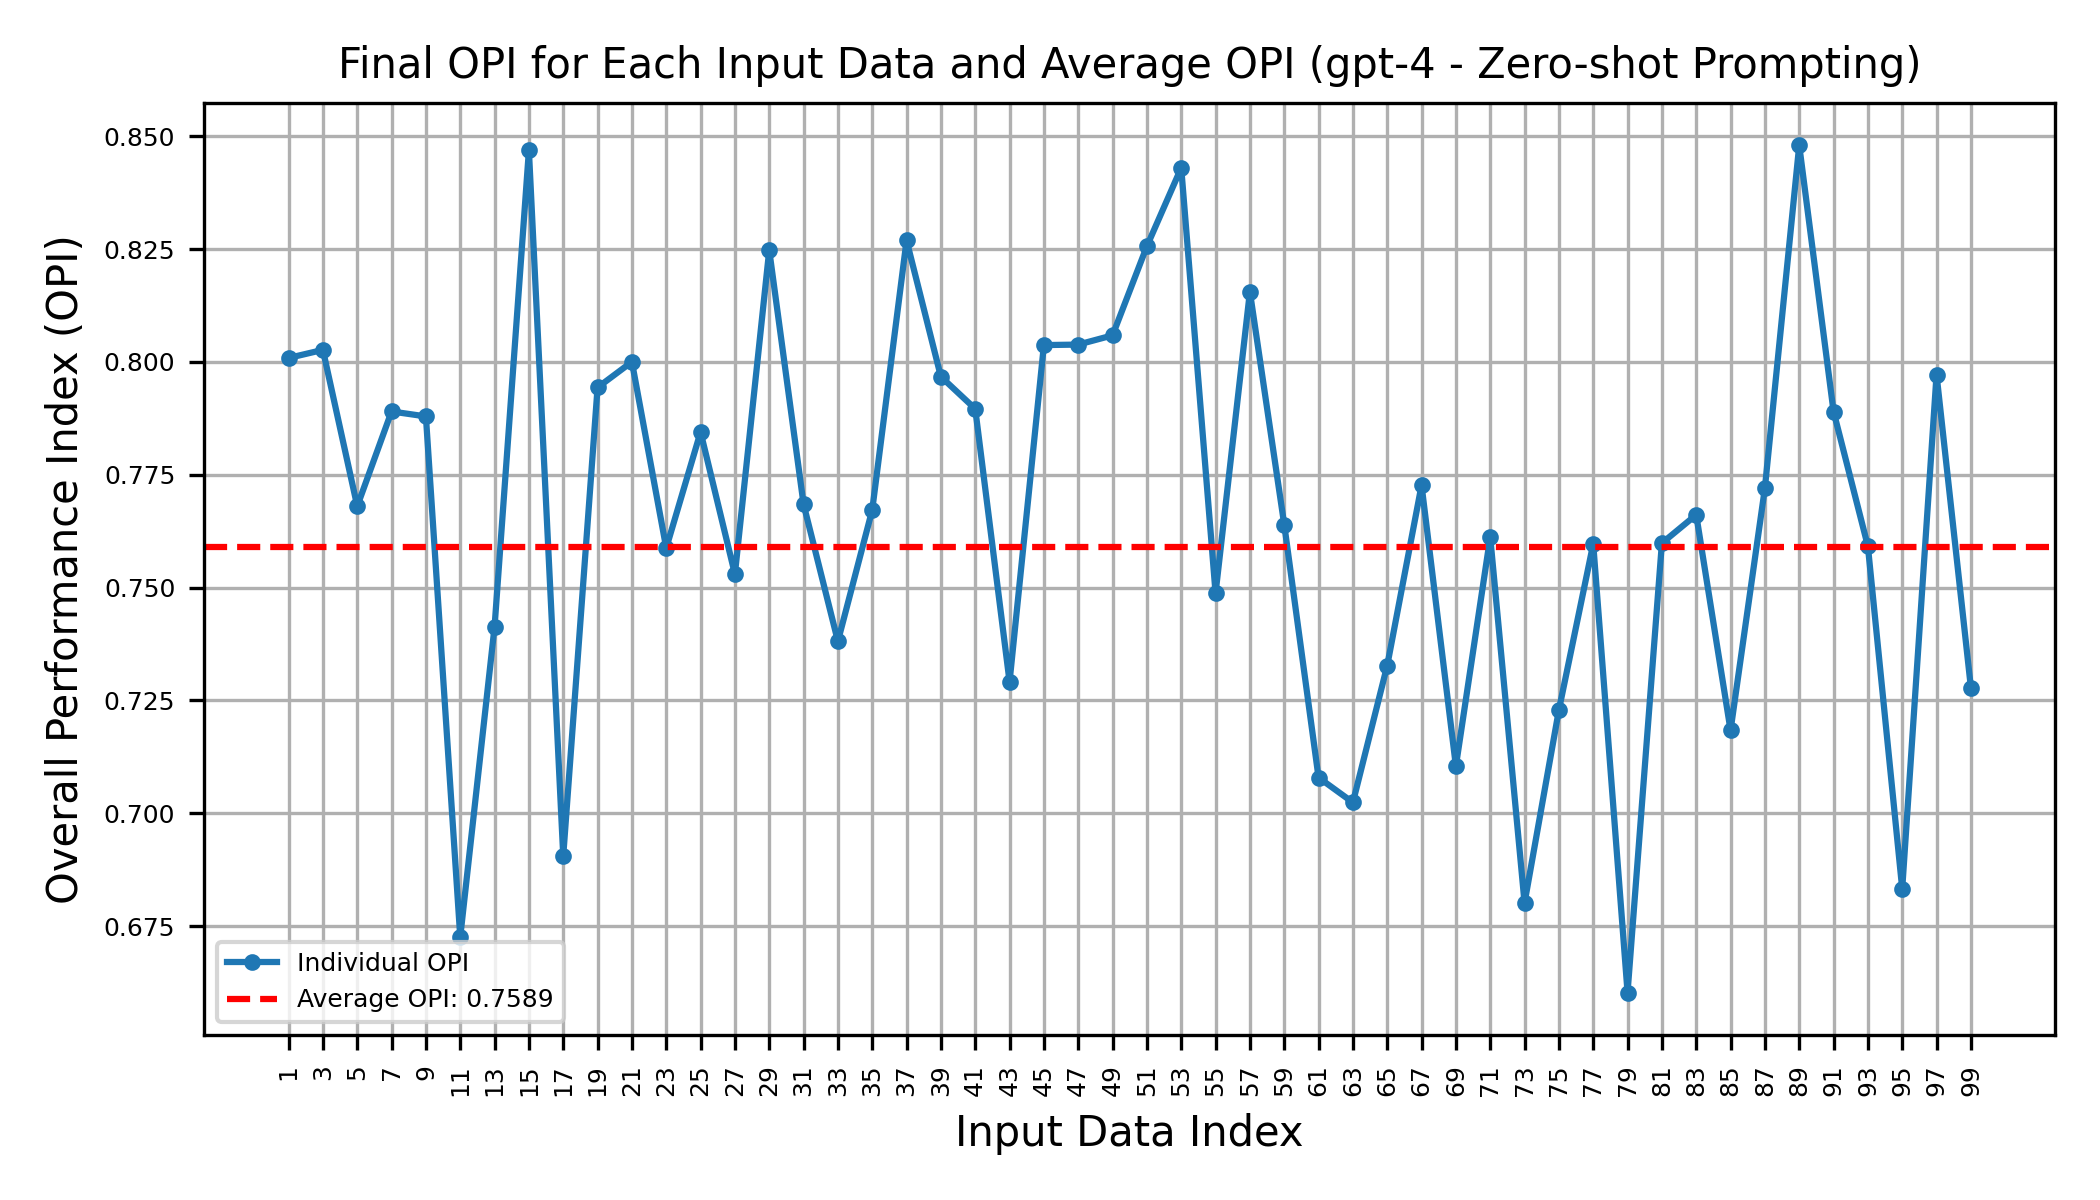 Final OPI for Each Input Data and Average OPI (gpt-4 - Zero-shot Prompting)
Overall Performance Index (OPI)
0.850
0.825
0.800
0.775
0.750
0.725
0.700
0.675
Individual OPI
Average OPI: 0.7589
1 3 5 7 9 11 13 15 17 19 21 23 25 27 29 31 33 35 37 39 41 43 45 47 49 51 53 55 57 59 61 63 65 67 69 71 73 75 77 79 81 83 85 87 89 91 93 95 97 99
Input Data Index